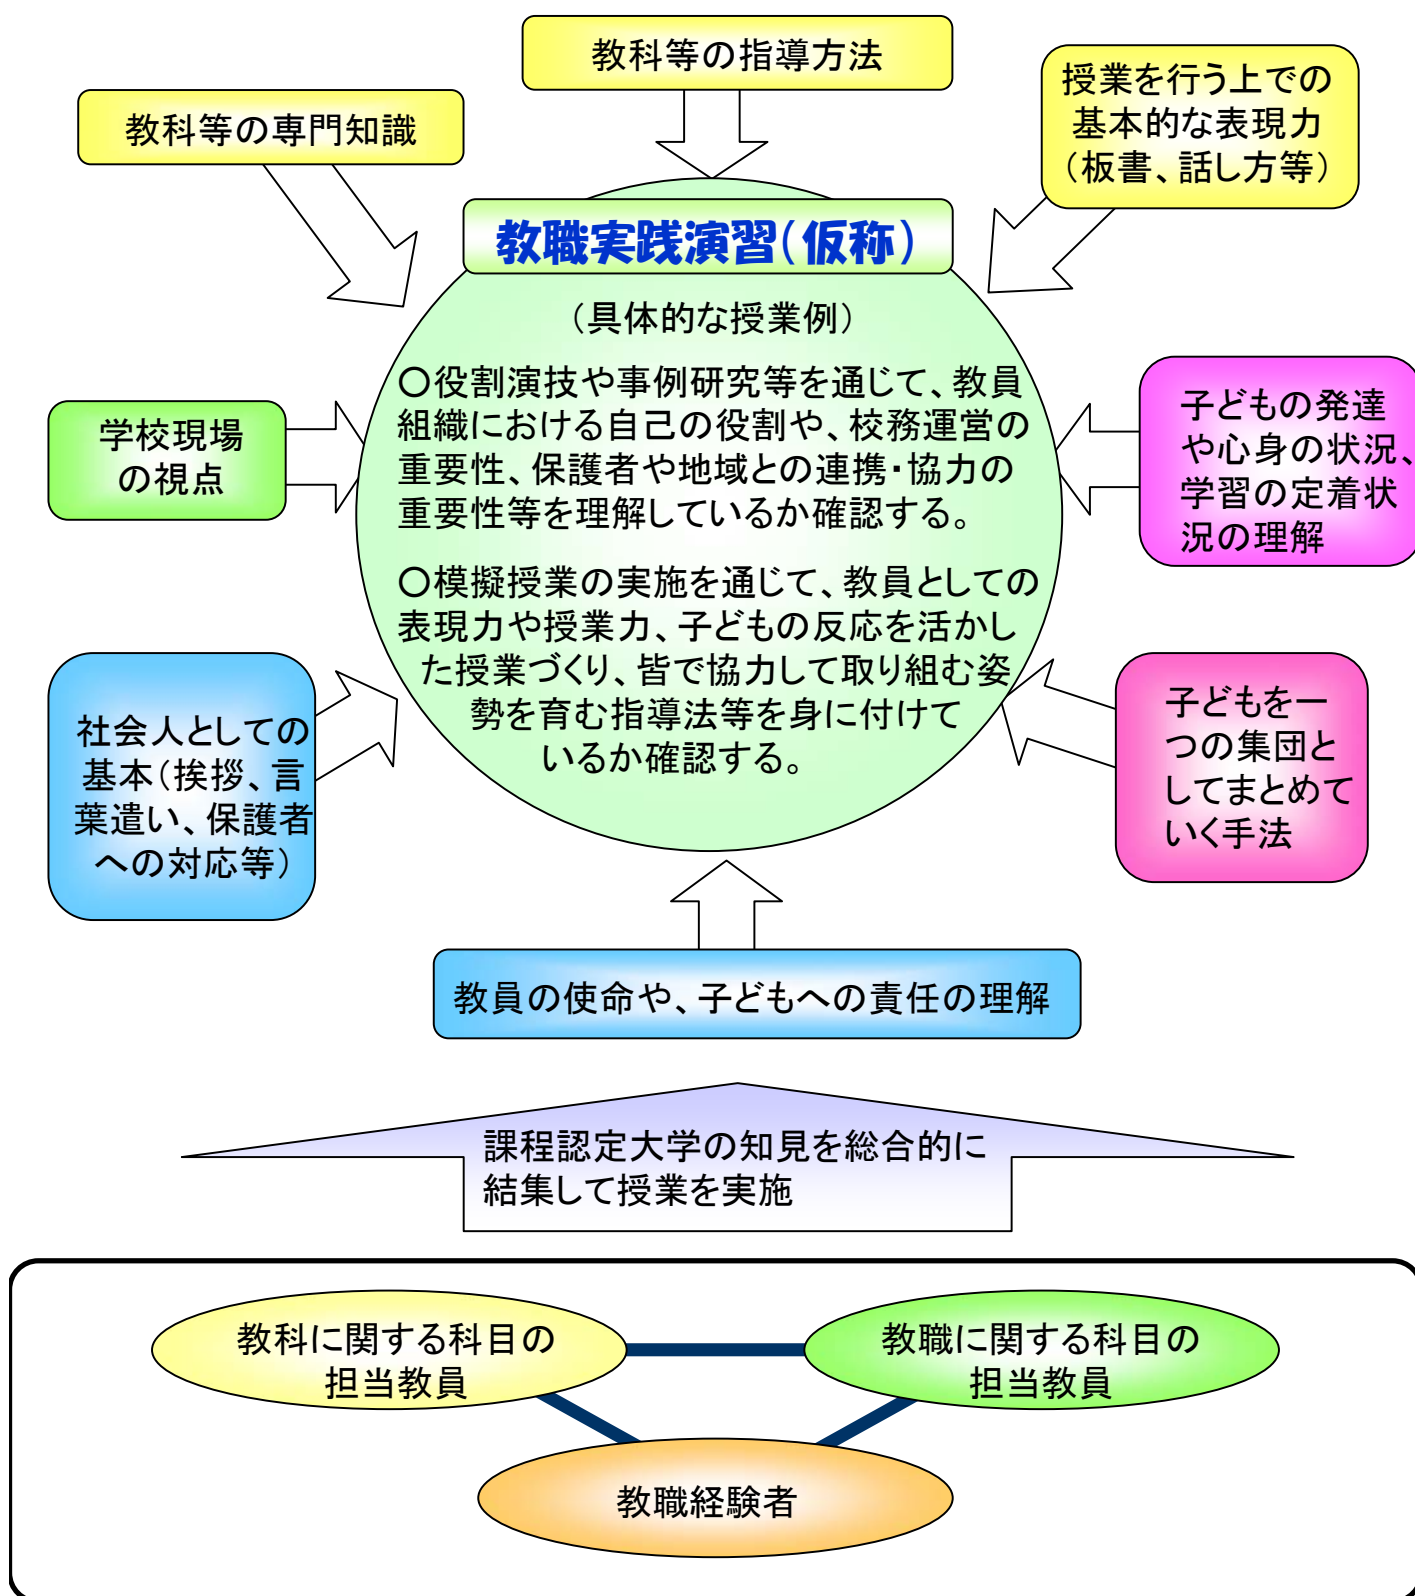 教科等の指導方法
教科等の専門知識
授業を行う上での
基本的な表現力
（板書、話し方等）
教職実践演習（仮称）
（具体的な授業例）
○役割演技や事例研究等を通じて、教員
組織における自己の役割や、校務運営の
重要性、保護者や地域との連携・協力の
重要性等を理解しているか確認する。
○模擬授業の実施を通じて、教員としての
表現力や授業力、子どもの反応を活かし
た授業づくり、皆で協力して取り組む姿
勢を育む指導法等を身に付けて
いるか確認する。
学校現場
の視点
子どもの発達
や心身の状況、
学習の定着状
況の理解
社会人としての
基本（挨拶、言
葉遣い、保護者
への対応等）
子どもを一
つの集団と
してまとめて
いく手法
教員の使命や、子どもへの責任の理解
課程認定大学の知見を総合的に
結集して授業を実施
教科に関する科目の
担当教員
教職に関する科目の
担当教員
教職経験者